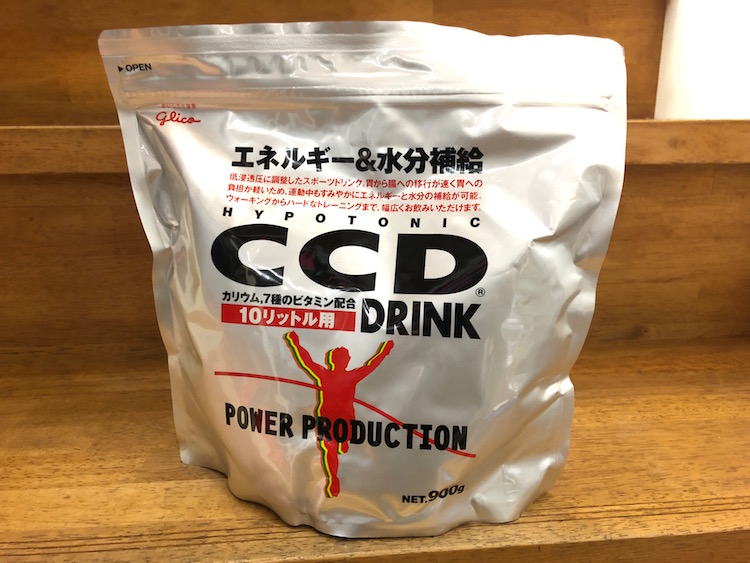 ▶OPEN
glico
エネルギー&水分補給
低浸透圧に調整したスポーツドリンク。胃から腸への移行が速く胃への
負担が軽いため、運動中もすみやかにエネルギーと水分の補給が可能。
ウォーキングからハードなトレーニングまで、幅広くお飲みいただけます。
HYPOTONIC
CCD®
カリウム,7種のビタミン配合
10リットル用
DRINK
POWER PRODUCTION
NET.900g